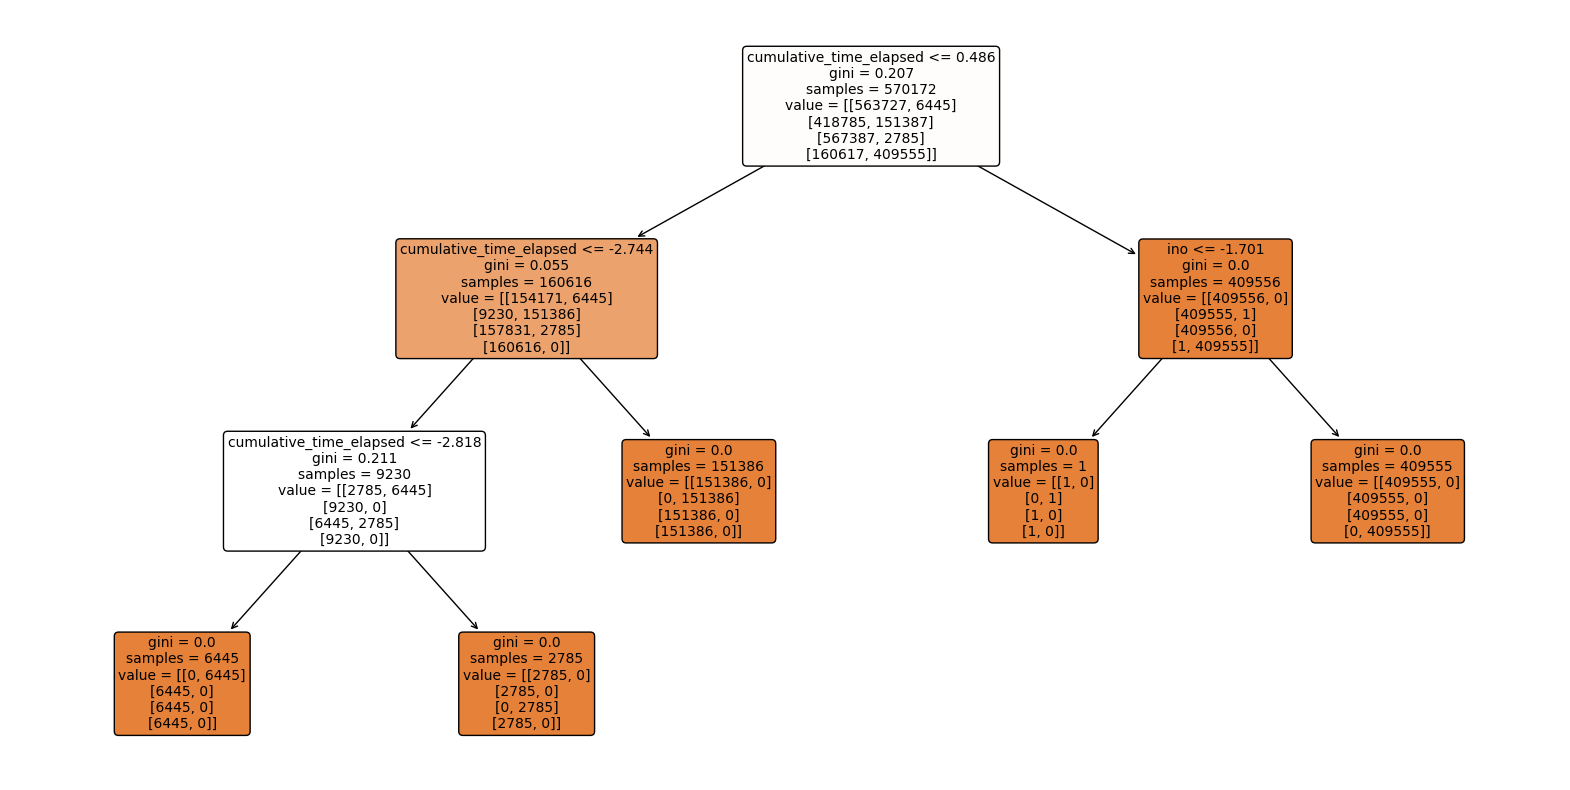 cumulative_time_elapsed <= 0.486
gini = 0.207
samples = 570172
value = [[563727, 6445]
[418785, 151387]
[567387, 2785]
[160617, 409555]]
cumulative_time_elapsed <= -2.744
gini = 0.055
samples = 160616
value = [[154171, 6445]
[9230, 151386]
[157831, 2785]
[160616, 0]]
ino <= -1.701
gini = 0.0
samples = 409556
value = [[409556, 0]
[409555, 1]
[409556, 0]
[1, 409555]]
cumulative_time_elapsed <= -2.818
gini = 0.211
samples = 9230
value = [[2785, 6445]
[9230, 0]
[6445, 2785]
[9230, 0]]
gini = 0.0
samples = 151386
value = [[151386, 0]
[0, 151386]
[151386, 0]
[151386, 0]]
gini = 0.0
samples = 1
value = [[1, 0]
[0, 1]
[1, 0]
[1, 0]]
gini = 0.0
samples = 409555
value = [[409555, 0]
[409555, 0]
[409555, 0]
[0, 409555]]
gini = 0.0
samples = 6445
value = [[0, 6445]
[6445, 0]
[6445, 0]
[6445, 0]]
gini = 0.0
samples = 2785
value = [[2785, 0]
[2785, 0]
[0, 2785]
[2785, 0]]